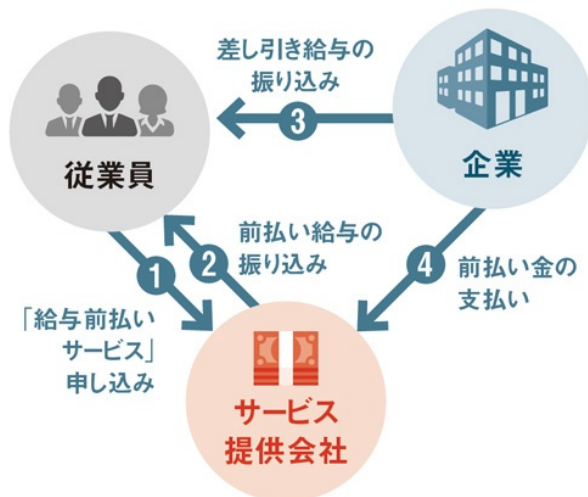 差し引き給与の
振り込み
3
従業員
企業
1
2
前払い給与の
振り込み
4
前払い金の
支払い
「給与前払い
サービス」
申し込み
サービス
提供会社